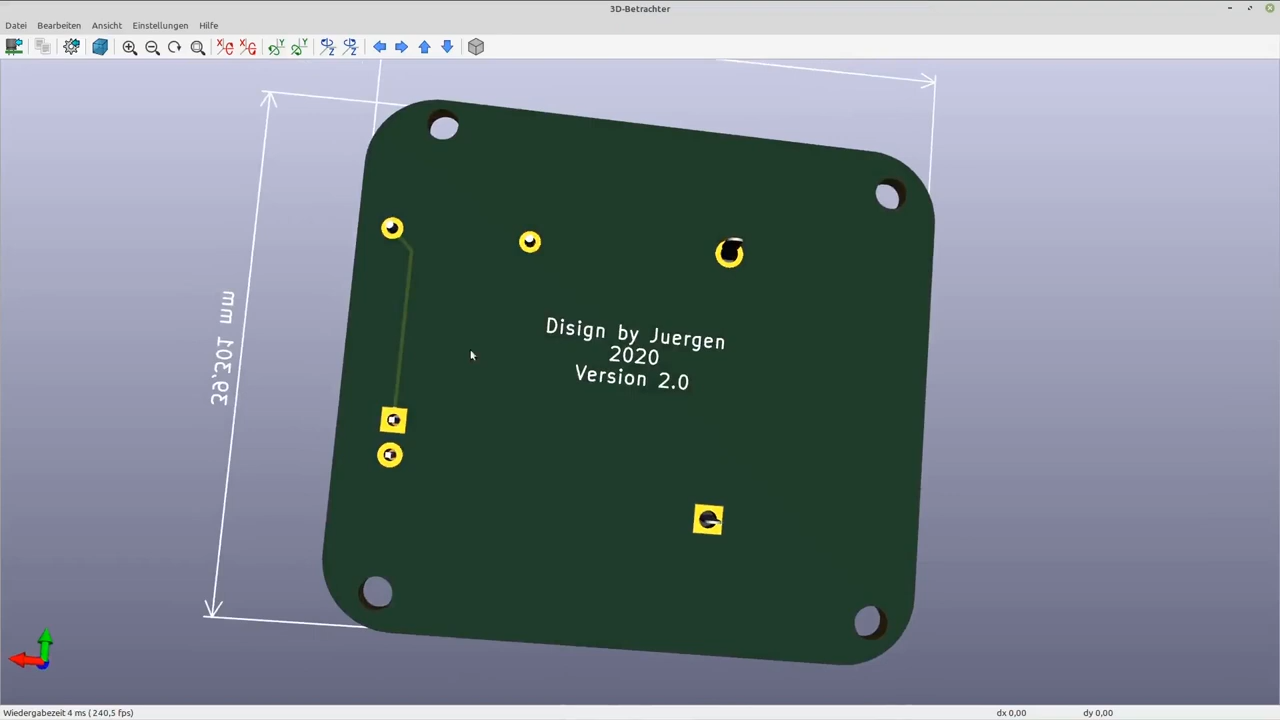 3D-Betrachter
Datei Bearbeiten Ansicht Einstellungen Hilfe
39,301 mm
Disign by Juergen
2020
Version 2.0
Wiedergabezeit 4 ms ( 240,5 fps)
dx 0,00
dy 0,00